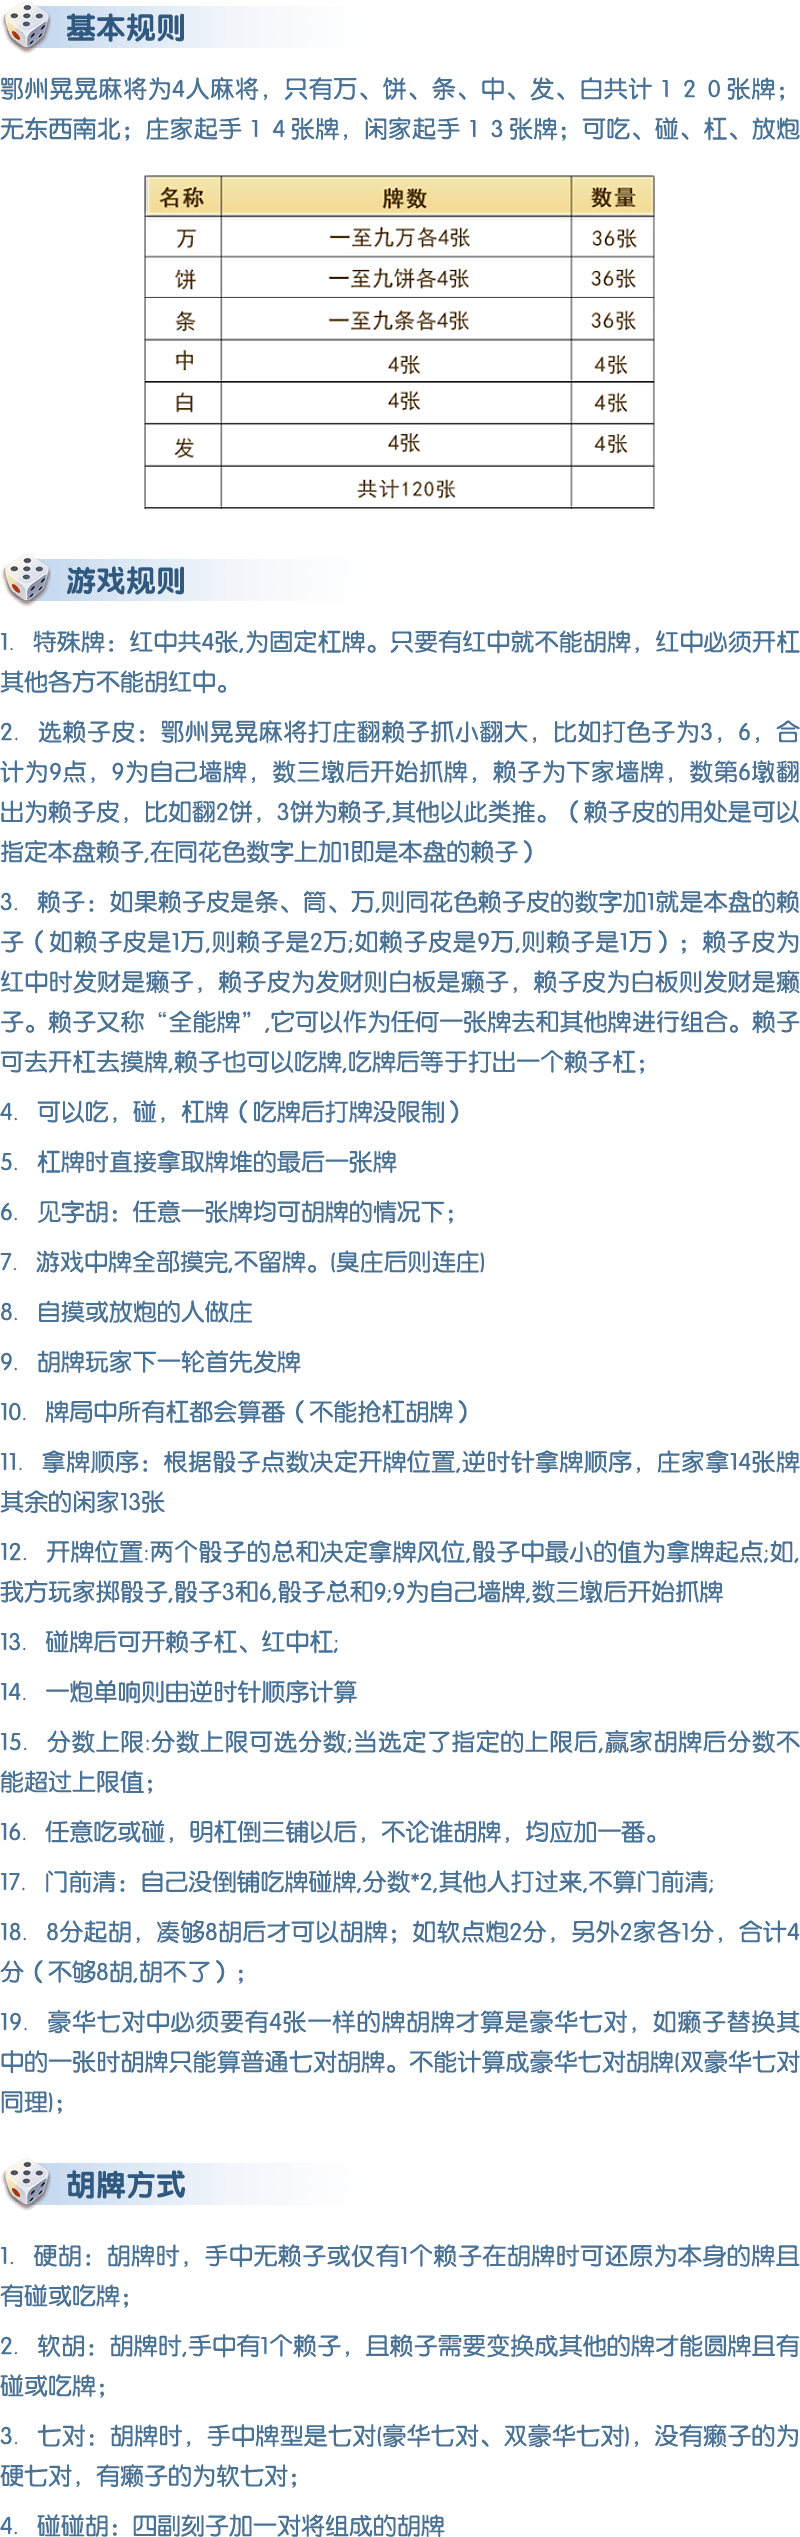 基本规则
鄂州晃晃麻将为4人麻将，只有万、饼、条、中、发、白共计１２０张牌；
无东西南北；庄家起手１４张牌，闲家起手１３张牌；可吃、碰、杠、放炮
名称 牌数 数量
万 一至九万各4张 36张
饼 一至九饼各4张 36张
条 一至九条各4张 36张
中 4张 4张
白 4张 4张
发 4张 4张
共计120张
游戏规则
1. 特殊牌：红中共4张,为固定杠牌。只要有红中就不能胡牌，红中必须开杠
其他各方不能胡红中。
2. 选赖子皮：鄂州晃晃麻将打庄翻赖子抓小翻大，比如打色子为3，6，合
计为9点，9为自己墙牌，数三墩后开始抓牌，赖子为下家墙牌，数第6墩翻
出为赖子皮，比如翻2饼，3饼为赖子,其他以此类推。（赖子皮的用处是可以
指定本盘赖子,在同花色数字上加1即是本盘的赖子）
3. 赖子：如果赖子皮是条、筒、万,则同花色赖子皮的数字加1就是本盘的赖
子（如赖子皮是1万,则赖子是2万;如赖子皮是9万,则赖子是1万）；赖子皮为
红中时发财是癞子，赖子皮为发财则白板是癞子，赖子皮为白板则发财是癞
子。赖子又称“全能牌”,它可以作为任何一张牌去和其他牌进行组合。赖子
可去开杠去摸牌,赖子也可以吃牌,吃牌后等于打出一个赖子杠；
4. 可以吃，碰，杠牌（吃牌后打牌没限制）
5. 杠牌时直接拿取牌堆的最后一张牌
6. 见字胡：任意一张牌均可胡牌的情况下；
7. 游戏中牌全部摸完,不留牌。(臭庄后则连庄)
8. 自摸或放炮的人做庄
9. 胡牌玩家下一轮首先发牌
10. 牌局中所有杠都会算番（不能抢杠胡牌）
11. 拿牌顺序：根据骰子点数决定开牌位置,逆时针拿牌顺序，庄家拿14张牌
其余的闲家13张
12. 开牌位置:两个骰子的总和决定拿牌风位,骰子中最小的值为拿牌起点;如,
我方玩家掷骰子,骰子3和6,骰子总和9;9为自己墙牌,数三墩后开始抓牌
13. 碰牌后可开赖子杠、红中杠;
14. 一炮单响则由逆时针顺序计算
15. 分数上限:分数上限可选分数;当选定了指定的上限后,赢家胡牌后分数不
能超过上限值；
16. 任意吃或碰，明杠倒三铺以后，不论谁胡牌，均应加一番。
17. 门前清：自己没倒铺吃牌碰牌,分数*2,其他人打过来,不算门前清;
18. 8分起胡，凑够8胡后才可以胡牌；如软点炮2分，另外2家各1分，合计4
分（不够8胡,胡不了）；
19. 豪华七对中必须要有4张一样的牌胡牌才算是豪华七对，如癞子替换其
中的一张时胡牌只能算普通七对胡牌。不能计算成豪华七对胡牌(双豪华七对
同理)；
胡牌方式
1. 硬胡：胡牌时，手中无赖子或仅有1个赖子在胡牌时可还原为本身的牌且
有碰或吃牌；
2. 软胡：胡牌时,手中有1个赖子，且赖子需要变换成其他的牌才能圆牌且有
碰或吃牌；
3. 七对：胡牌时，手中牌型是七对(豪华七对、双豪华七对)，没有癞子的为
硬七对，有癞子的为软七对；
4. 碰碰胡：四副刻子加一对将组成的胡牌